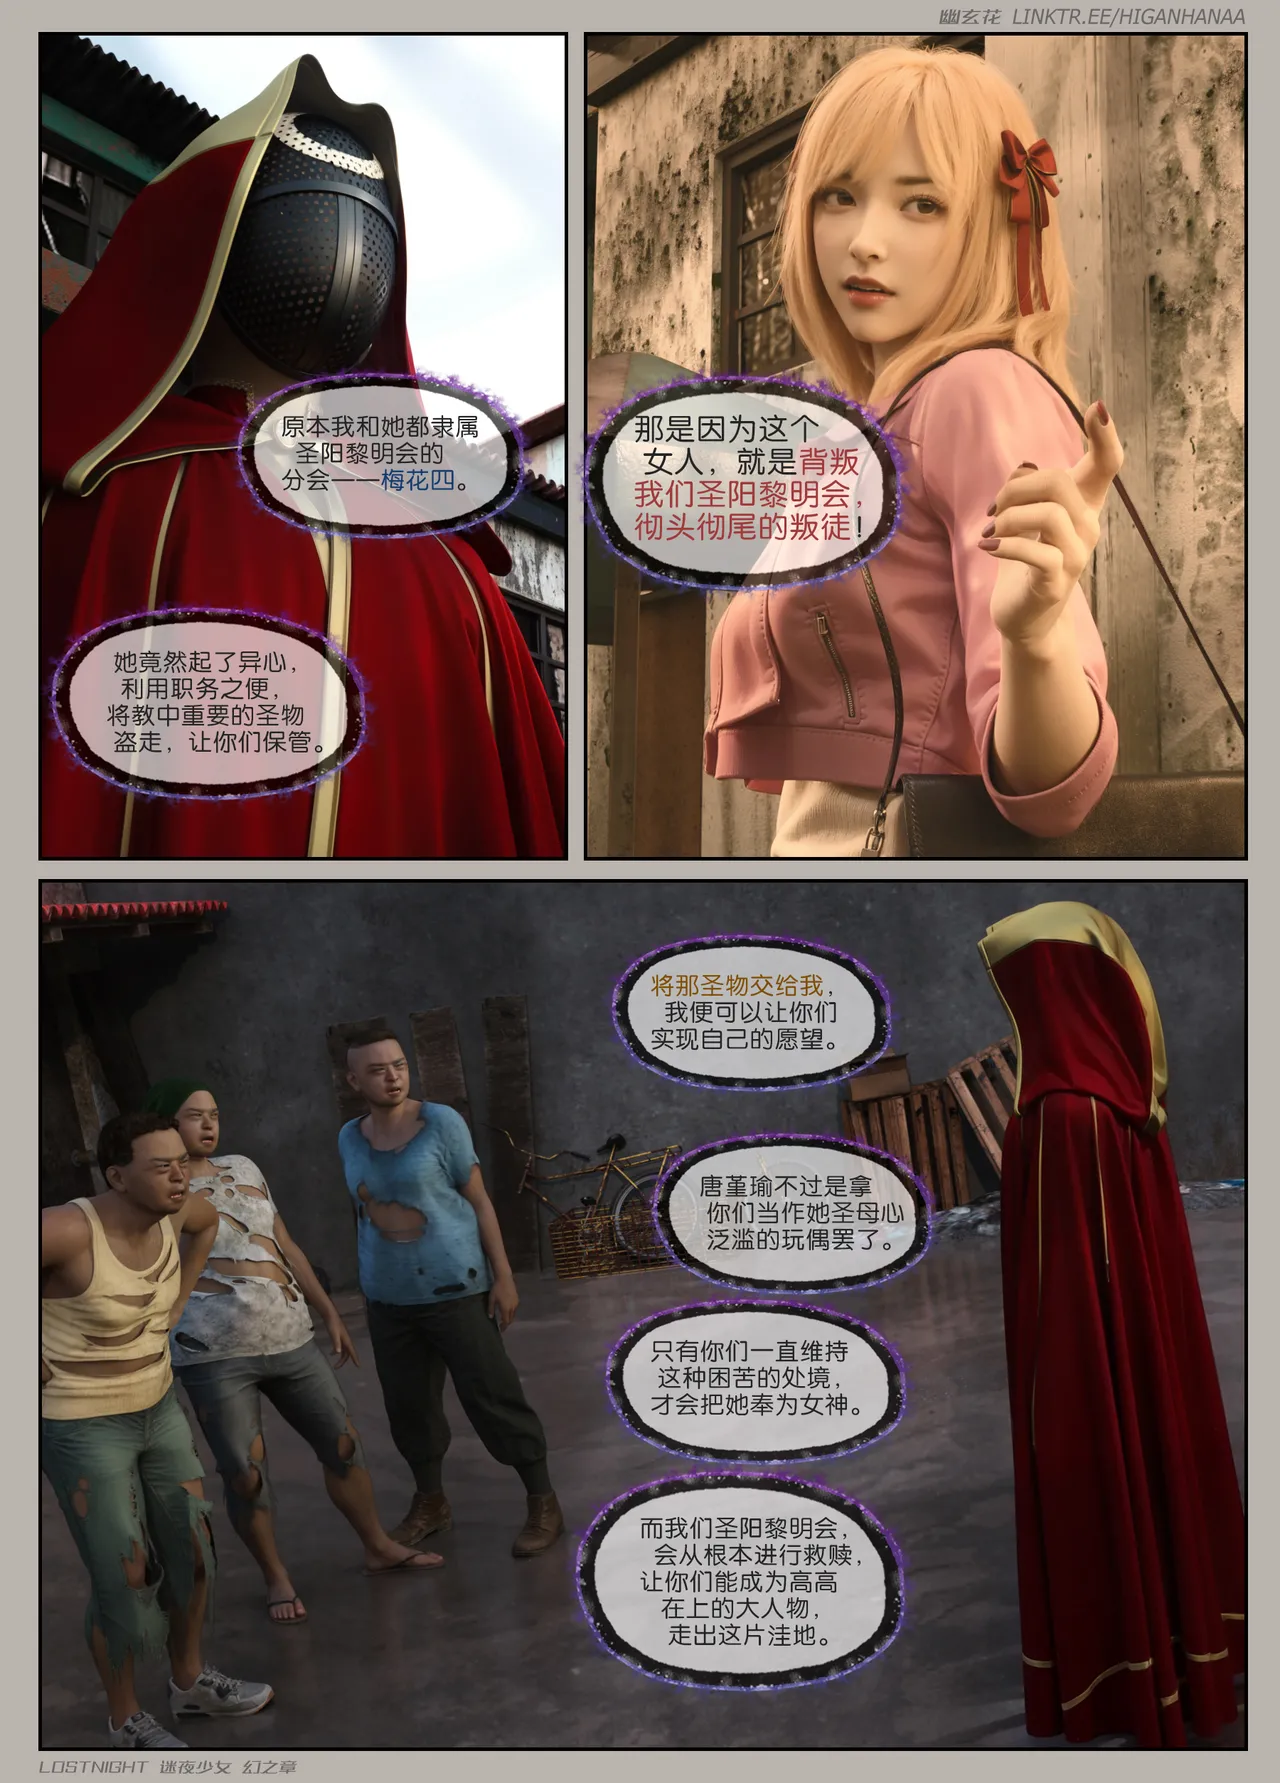 幽玄花 LINKTR.EE/HIGANHANAA
原本我和她都隶属
圣阳黎明会的
分会——梅花四。
她竟然起了异心，
利用职务之便，
将教中重要的圣物
盗走，让你们保管。
那是因为这个
女人，就是背叛
我们圣阳黎明会，
彻头彻尾的叛徒！
将那圣物交给我，
我便可以让你们
实现自己的愿望。
唐堇瑜不过是拿
你们当作她圣母心
泛滥的玩偶罢了。
只有你们一直维持
这种困苦的处境，
才会把她奉为女神。
而我们圣阳黎明会，
会从根本进行救赎，
让你们能成为高高
在上的大人物，
走出这片洼地。
LOSTNIGHT 迷夜少女 幻之章